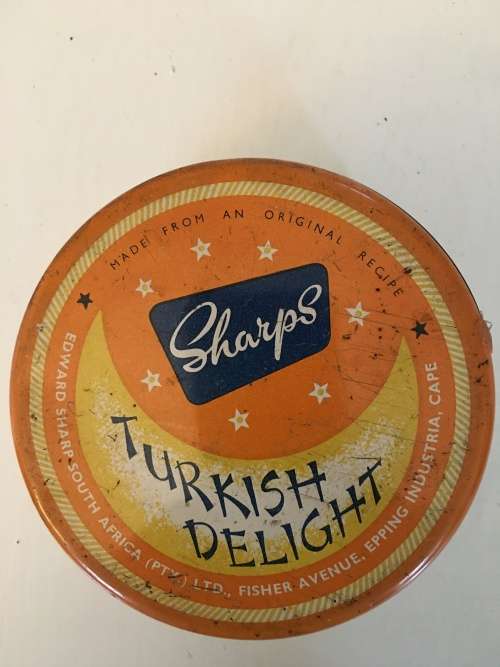 MADE FROM AN ORIGINAL RECIPE
Sharps
TURKISH
DELIGHT
EDWARD SHARP SOUTH AFRICA (PTY.) LTD., FISHER AVENUE, EPPING INDUSTRIA, CAPE